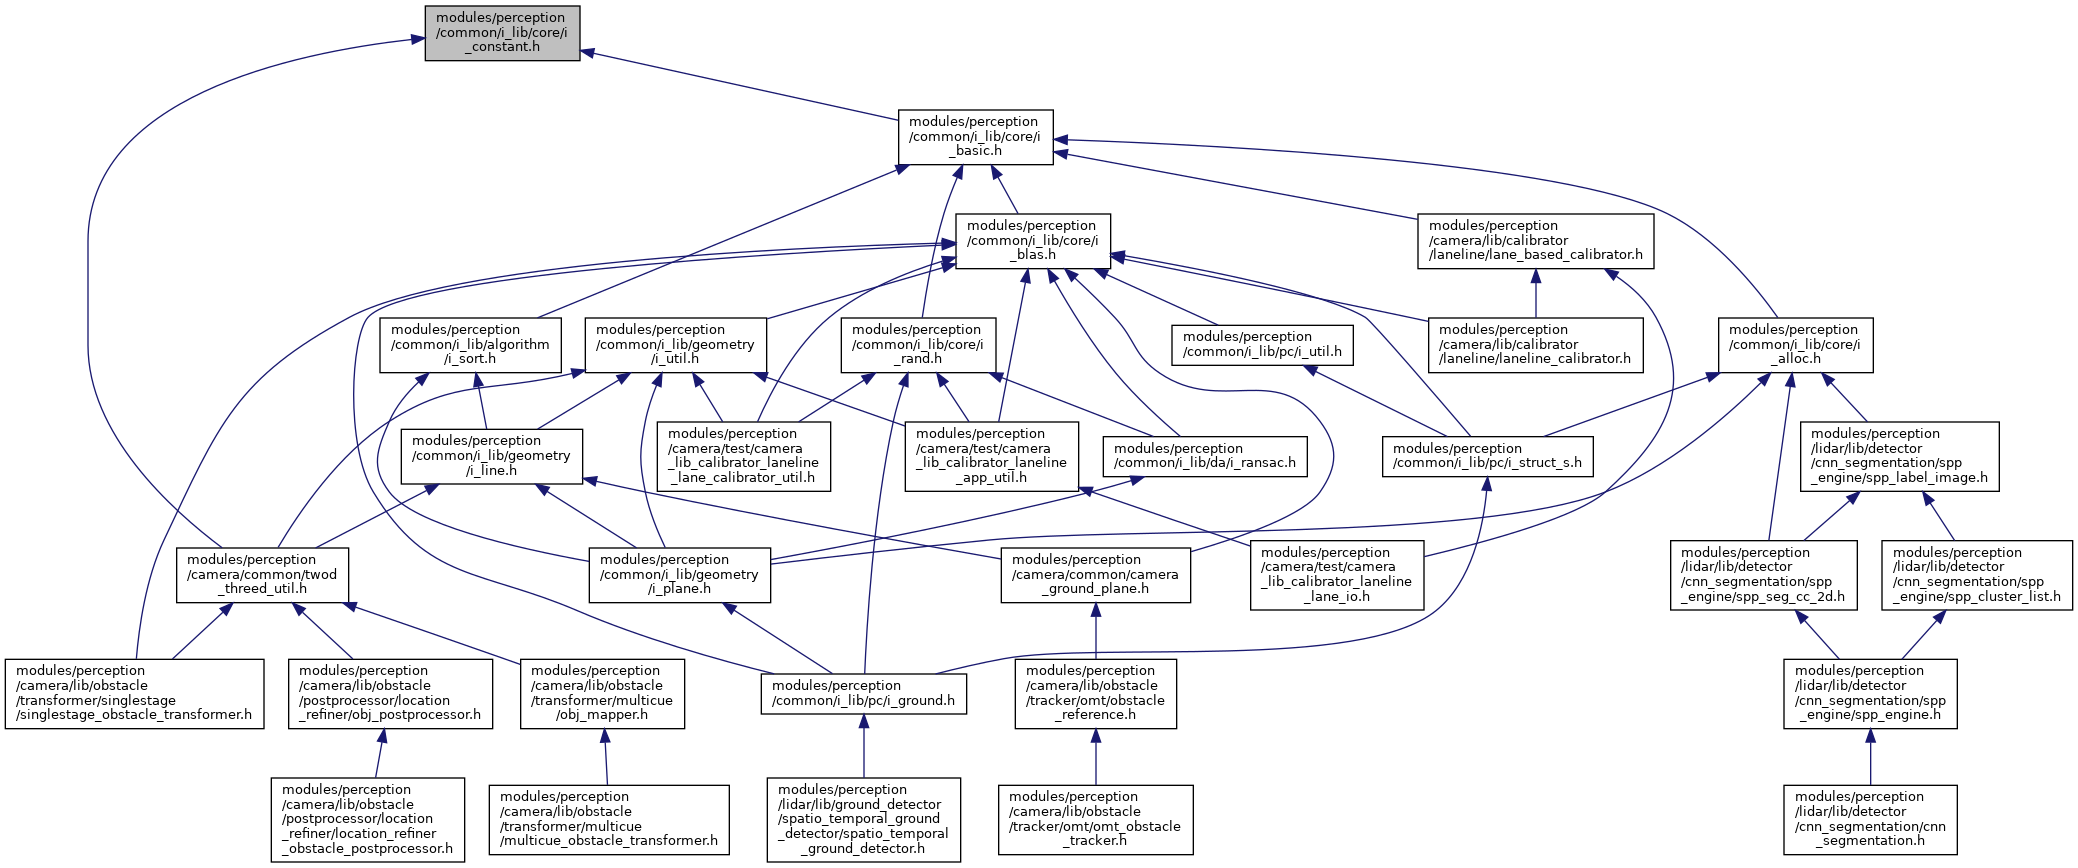 modules/perception
/common/i_lib/core/i
_constant.h
modules/perception
/common/i_lib/core/i
_basic.h
modules/perception
/common/i_lib/core/i
_blas.h
modules/perception
/camera/lib/calibrator
/laneline/lane_based_calibrator.h
modules/perception
/common/i_lib/algorithm
/i_sort.h
modules/perception
/common/i_lib/geometry
/i_util.h
modules/perception
/common/i_lib/core/i
_rand.h
modules/perception
/common/i_lib/pc/i_util.h
modules/perception
/camera/lib/calibrator
/laneline/laneline_calibrator.h
modules/perception
/common/i_lib/core/i
_alloc.h
modules/perception
/common/i_lib/geometry
/i_line.h
modules/perception
/camera/test/camera
_lib_calibrator_laneline
_lane_calibrator_util.h
modules/perception
/camera/test/camera
_lib_calibrator_laneline
_app_util.h
modules/perception
/common/i_lib/da/i_ransac.h
modules/perception
/common/i_lib/pc/i_struct_s.h
modules/perception
/lidar/lib/detector
/cnn_segmentation/spp
_engine/spp_label_image.h
modules/perception
/camera/common/twod
_threed_util.h
modules/perception
/common/i_lib/geometry
/i_plane.h
modules/perception
/camera/common/camera
_ground_plane.h
modules/perception
/camera/test/camera
_lib_calibrator_laneline
_lane_io.h
modules/perception
/lidar/lib/detector
/cnn_segmentation/spp
_engine/spp_seg_cc_2d.h
modules/perception
/lidar/lib/detector
/cnn_segmentation/spp
_engine/spp_cluster_list.h
modules/perception
/camera/lib/obstacle
/transformer/singlestage
/singlestage_obstacle_transformer.h
modules/perception
/camera/lib/obstacle
/postprocessor/location
_refiner/obj_postprocessor.h
modules/perception
/camera/lib/obstacle
/transformer/multicue
/obj_mapper.h
modules/perception
/common/i_lib/pc/i_ground.h
modules/perception
/camera/lib/obstacle
/tracker/omt/obstacle
_reference.h
modules/perception
/lidar/lib/detector
/cnn_segmentation/spp
_engine/spp_engine.h
modules/perception
/camera/lib/obstacle
/postprocessor/location
_refiner/location_refiner
_obstacle_postprocessor.h
modules/perception
/camera/lib/obstacle
/transformer/multicue
/multicue_obstacle_transformer.h
modules/perception
/lidar/lib/ground_detector
/spatio_temporal_ground
_detector/spatio_temporal
_ground_detector.h
modules/perception
/camera/lib/obstacle
/tracker/omt/omt_obstacle
_tracker.h
modules/perception
/lidar/lib/detector
/cnn_segmentation/cnn
_segmentation.h